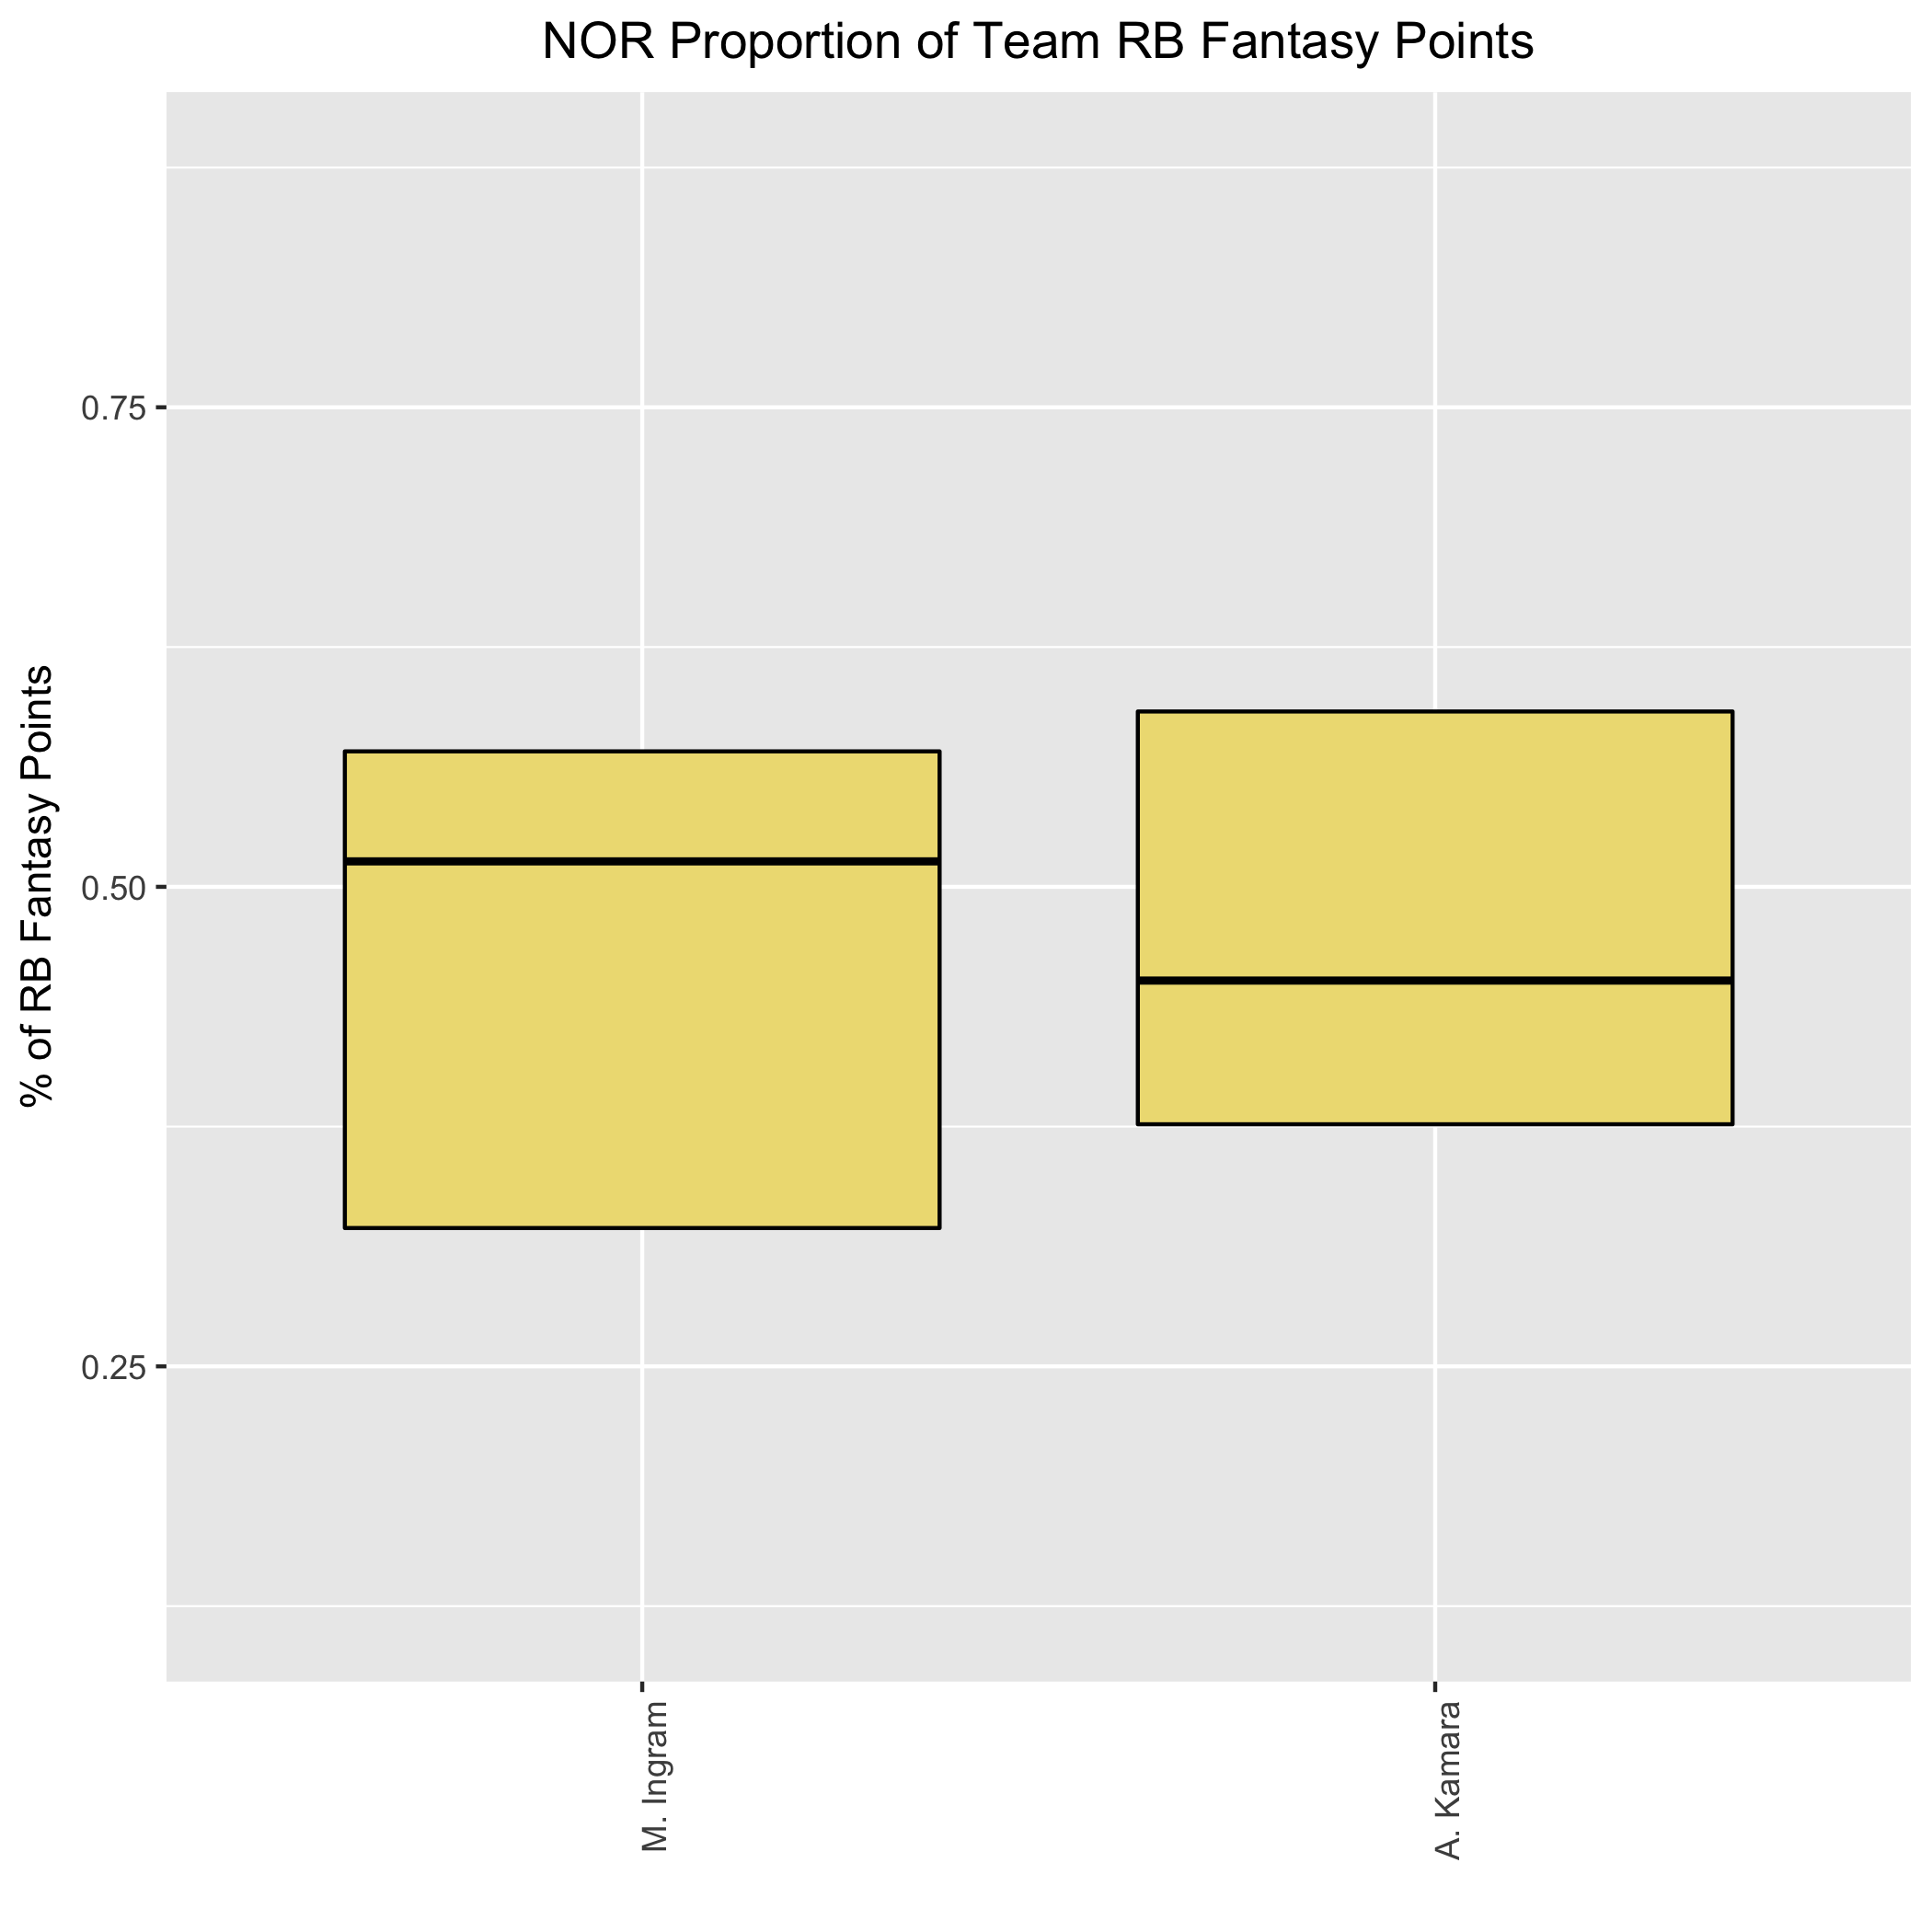 NOR Proportion of Team RB Fantasy Points
% of RB Fantasy Points
0.75
0.50
0.25
M. Ingram
A. Kamara